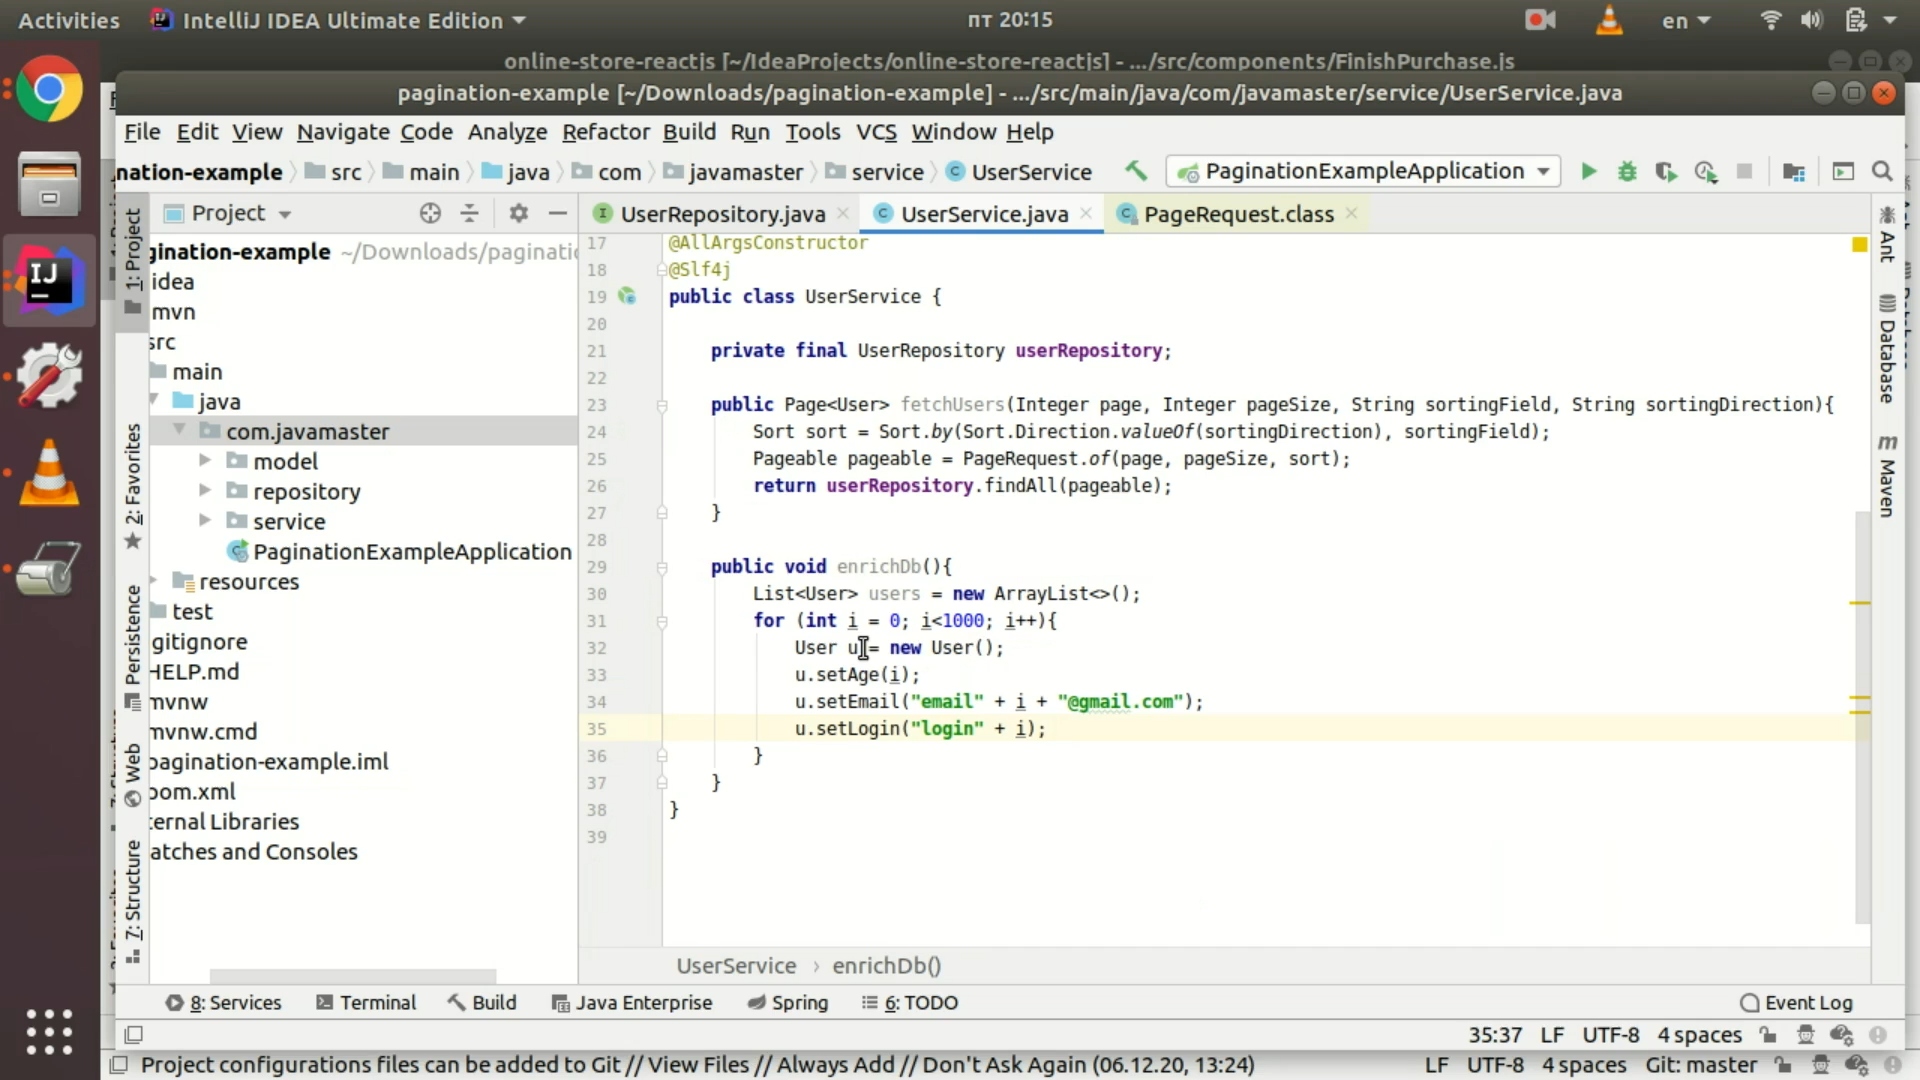 Activities
IntelliJ IDEA Ultimate Edition
пт 20:15
en
online-store-reactjs [~/IdeaProjects/online-store-reactjs] - .../src/components/FinishPurchase.js
pagination-example [~/Downloads/pagination-example] - .../src/main/java/com/javamaster/service/UserService.java
File Edit View Navigate Code Analyze Refactor Build Run Tools VCS Window Help
nation-example src main java com javamaster service UserService
PaginationExampleApplication
Project
UserRepository.java
UserService.java
PageRequest.class
1: Project
2: Favorites
Persistence
Web
7: Structure
agination-example ~/Downloads/paginatio
idea
mvn
src
main
java
com.javamaster
model
repository
service
PaginationExampleApplication
resources
test
gitignore
HELP.md
mvnw
mvnw.cmd
pagination-example.iml
pom.xml
ternal Libraries
atches and Consoles
17 @AllArgsConstructor
18 @Slf4j
19 public class UserService {
20
21 private final UserRepository userRepository;
22
23 public Page<User> fetchUsers(Integer page, Integer pageSize, String sortingField, String sortingDirection){
24 Sort sort = Sort.by(Sort.Direction.valueOf(sortingDirection), sortingField);
25 Pageable pageable = PageRequest.of(page, pageSize, sort);
26 return userRepository.findAll(pageable);
27 }
28
29 public void enrichDb(){
30 List<User> users = new ArrayList<>();
31 for (int i = 0; i<1000; i++){
32 User u = new User();
33 u.setAge(i);
34 u.setEmail("email" + i + "@gmail.com");
35 u.setLogin("login" + i);
36 }
37 }
38 }
39
Ant
Database
Maven
UserService › enrichDb()
8: Services
Terminal
Build
Java Enterprise
Spring
6: TODO
Event Log
35:37 LF UTF-8 4 spaces
Project configurations files can be added to Git // View Files // Always Add // Don't Ask Again (06.12.20, 13:24)
LF UTF-8 4 spaces Git: master